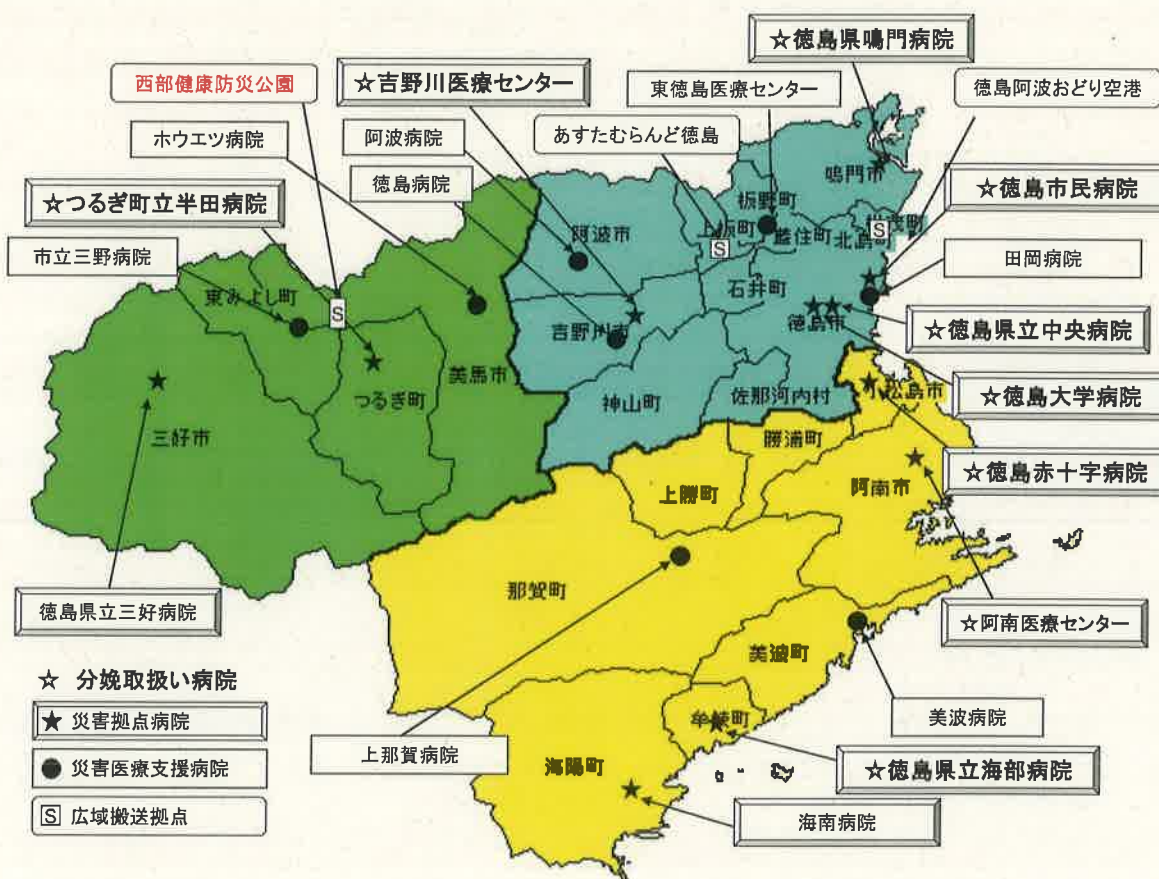 ☆徳島県鳴門病院
西部健康防災公園
☆吉野川医療センター
東徳島医療センター
徳島阿波おどり空港
ホウエツ病院
阿波病院
あすたむらんど徳島
徳島病院
☆つるぎ町立半田病院
☆徳島市民病院
市立三野病院
田岡病院
☆徳島県立中央病院
☆徳島大学病院
☆徳島赤十字病院
鳴門市
板野町
上板町
藍住町
北島町
松茂町
阿波市
石井町
徳島市
東みよし町
S
S
S
吉野川市
美馬市
つるぎ町
神山町
佐那河内村
小松島市
三好市
勝浦町
上勝町
阿南市
那賀町
徳島県立三好病院
☆阿南医療センター
美波町
☆ 分娩取扱い病院
★ 災害拠点病院
● 災害医療支援病院
S 広域搬送拠点
美波病院
牟岐町
上那賀病院
海陽町
☆徳島県立海部病院
海南病院